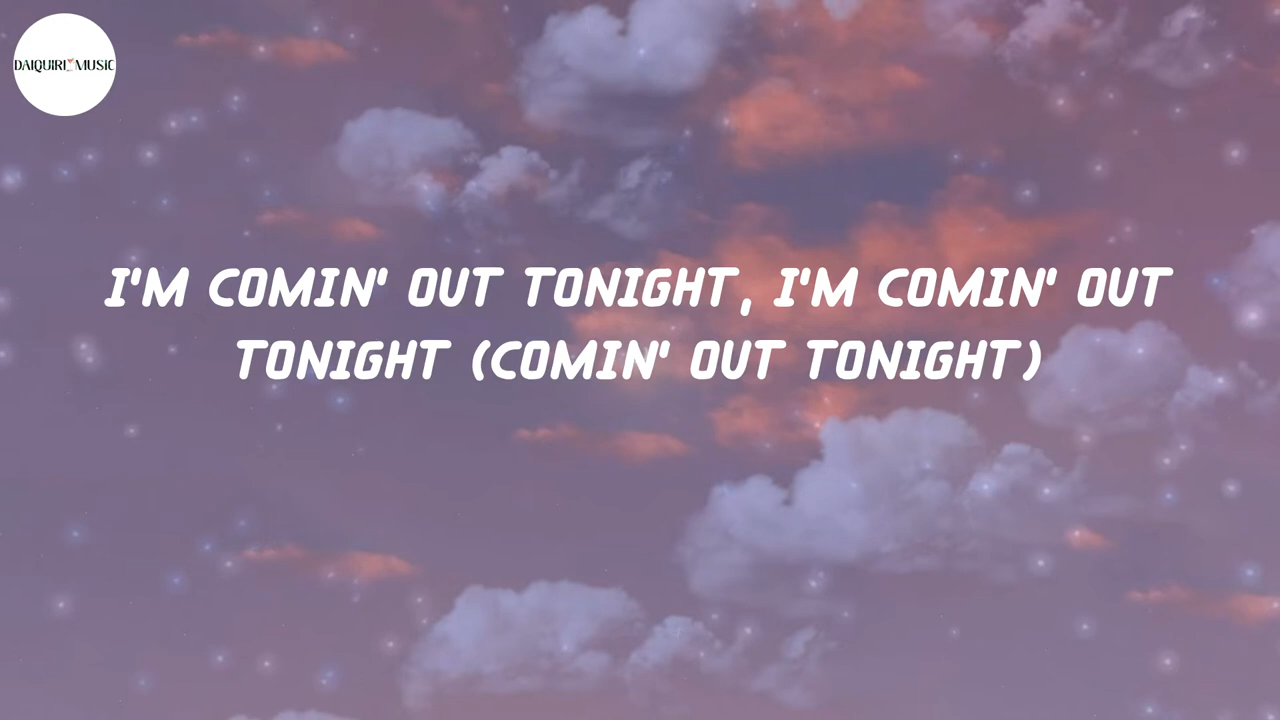 DAIQUIRI MUSIC
I'M COMIN' OUT TONIGHT, I'M COMIN' OUT
TONIGHT (COMIN' OUT TONIGHT)